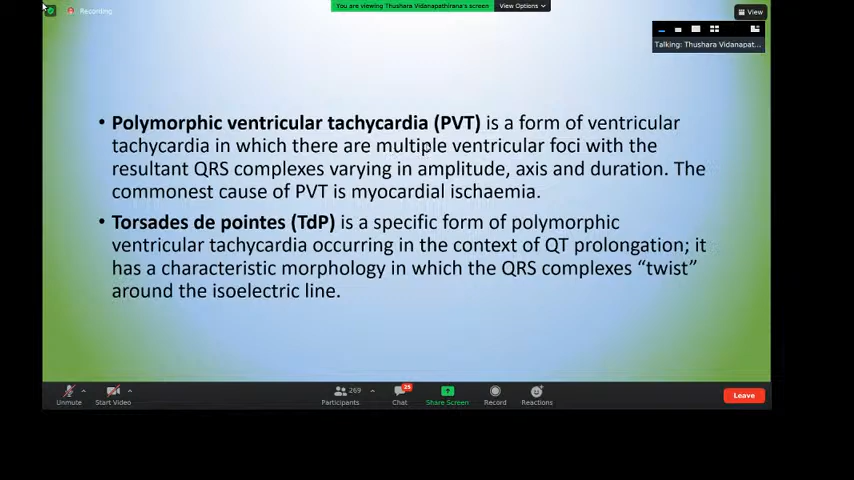 Recording
You are viewing Thushara Vidanapathirana's screen
View Options
View
Talking: Thushara Vidanapat...
• Polymorphic ventricular tachycardia (PVT) is a form of ventricular
tachycardia in which there are multiple ventricular foci with the
resultant QRS complexes varying in amplitude, axis and duration. The
commonest cause of PVT is myocardial ischaemia.
• Torsades de pointes (TdP) is a specific form of polymorphic
ventricular tachycardia occurring in the context of QT prolongation; it
has a characteristic morphology in which the QRS complexes “twist”
around the isoelectric line.
269
25
Unmute
Start Video
Participants
Chat
Share Screen
Record
Reactions
Leave